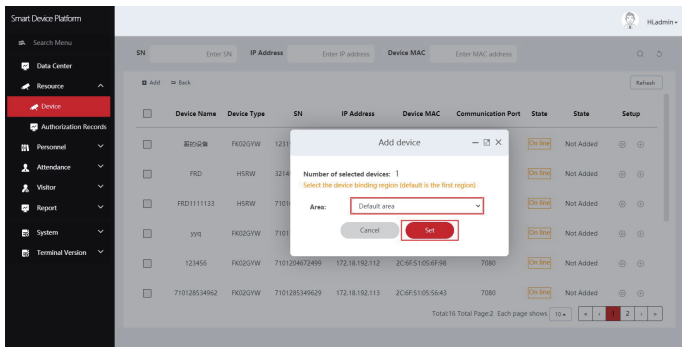 Smart Device Platform
HI,admin
Search Menu
SN Enter SN IP Address Enter IP address Device MAC Enter MAC address
Data Center
Resource
Add Back Refresh
Device
Device Name Device Type SN IP Address Device MAC Communication Port State State Setup
Authorization Records
Personnel
FK02GYW 1231 On line Not Added
Add device
Attendance
FRD H5RW 3214 On line Not Added
Number of selected devices: 1
Select the device binding region (default is the first region)
Visitor
Report
FRD1111133 H5RW 7101 On line Not Added
Area: Default area
System
yyq FK02GYW 7101 On line Not Added
Cancel Set
Terminal Version
123456 FK02GYW 7101204672499 172.18.192.112 2C:6F:51:05:6F:98 7080 On line Not Added
710128534962 FK02GYW 7101285349629 172.18.192.113 2C:6F:51:05:56:43 7080 On line Not Added
Total:16 Total Page:2 Each page shows 10 « ‹ 1 2 › »